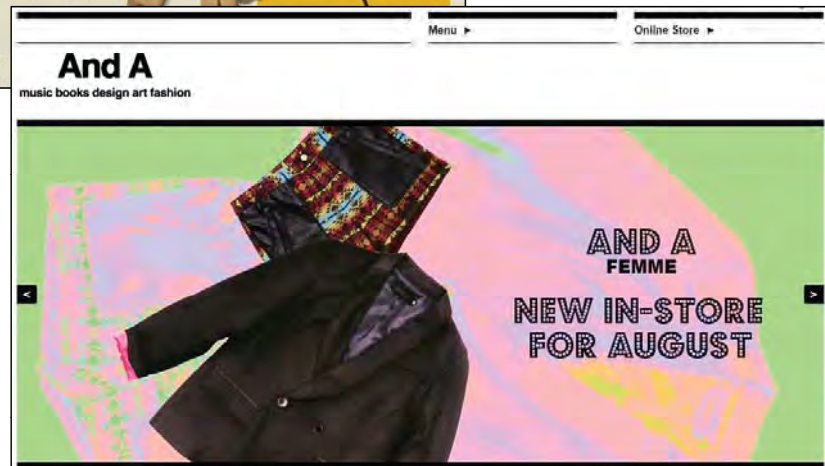 Menu ►
Online Store ►
And A
music books design art fashion
AND A
FEMME
<
>
NEW IN-STORE
FOR AUGUST